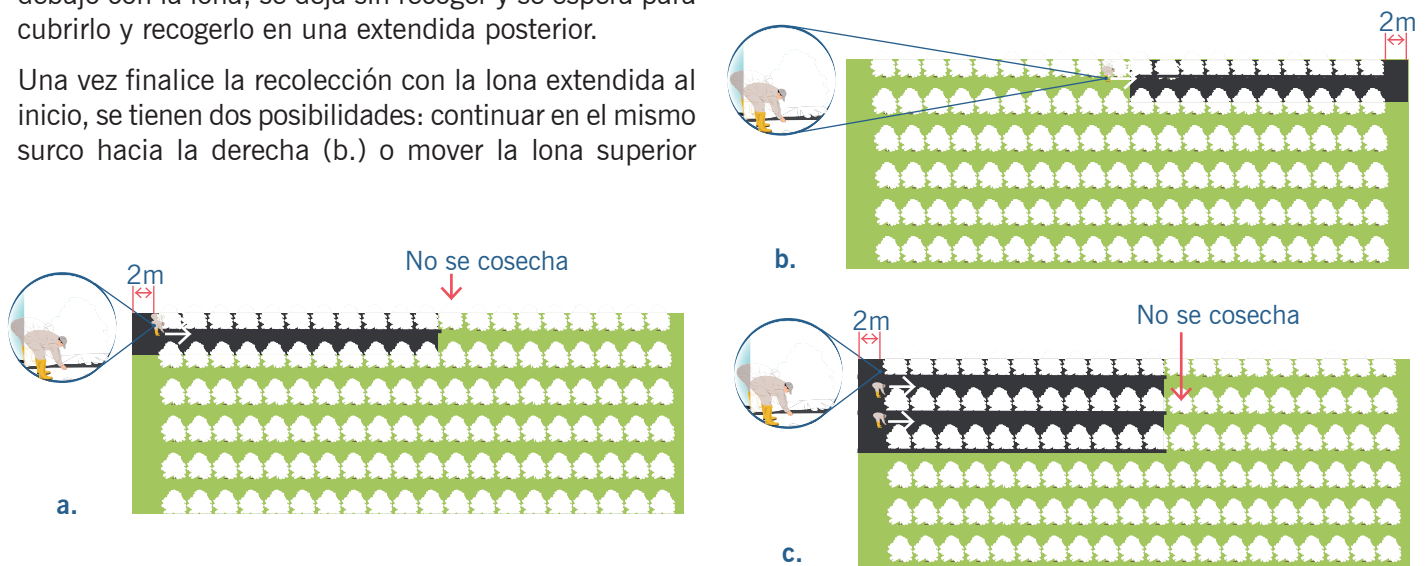 debajo con la lona, se deja sin recoger y se espera para
cubrirlo y recogerlo en una extendida posterior.
Una vez finalice la recolección con la lona extendida al
inicio, se tienen dos posibilidades: continuar en el mismo
surco hacia la derecha (b.) o mover la lona superior
2m
No se cosecha
a.
2m
b.
2m
No se cosecha
c.